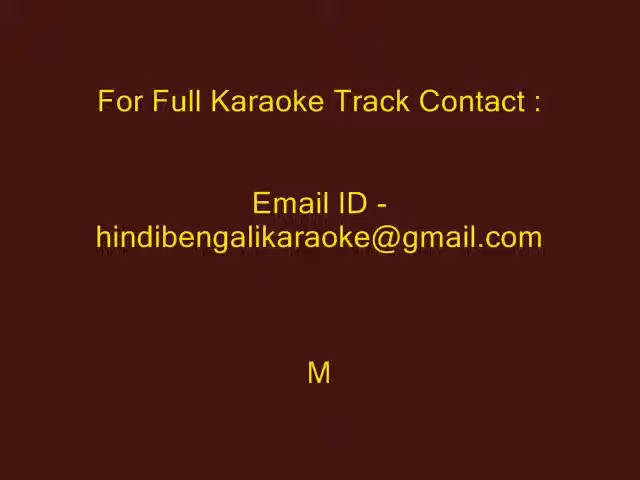 For Full Karaoke Track Contact :
Email ID -
hindibengalikaraoke@gmail.com
M